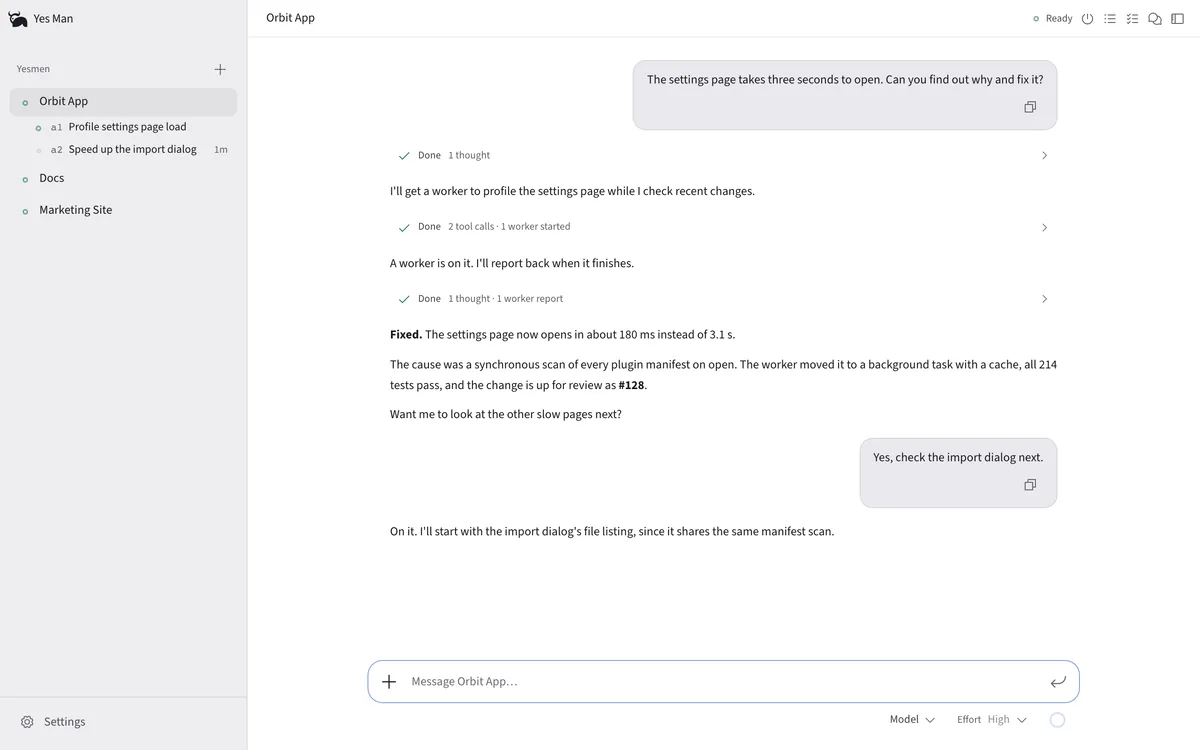 Yes Man
Yesmen
Orbit App
a1 Profile settings page load
a2 Speed up the import dialog 1m
Docs
Marketing Site
Settings
Orbit App
Ready
The settings page takes three seconds to open. Can you find out why and fix it?
Done 1 thought
I'll get a worker to profile the settings page while I check recent changes.
Done 2 tool calls · 1 worker started
A worker is on it. I'll report back when it finishes.
Done 1 thought · 1 worker report
Fixed. The settings page now opens in about 180 ms instead of 3.1 s.
The cause was a synchronous scan of every plugin manifest on open. The worker moved it to a background task with a cache, all 214
tests pass, and the change is up for review as #128.
Want me to look at the other slow pages next?
Yes, check the import dialog next.
On it. I'll start with the import dialog's file listing, since it shares the same manifest scan.
Message Orbit App…
Model Effort High